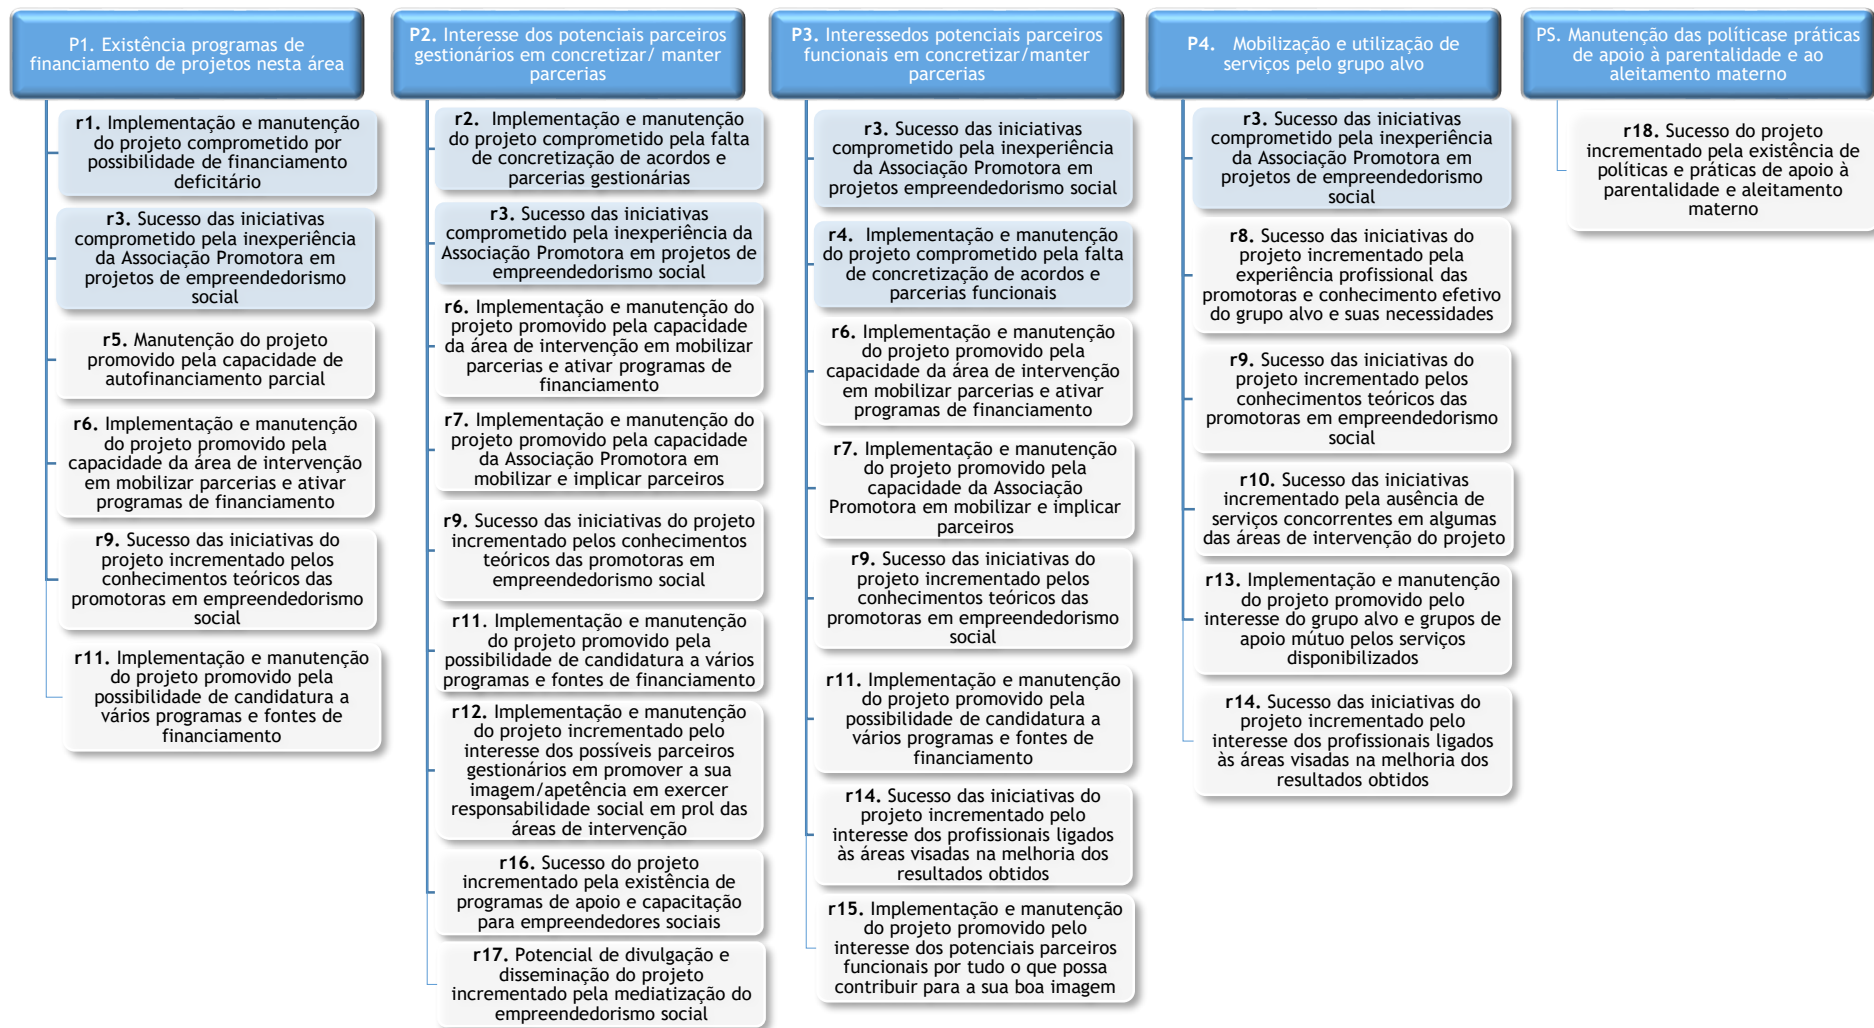 P1. Existência programas de
financiamento de projetos nesta área
r1. Implementação e manutenção
do projeto comprometido por
possibilidade de financiamento
deficitário
r3. Sucesso das iniciativas
comprometido pela inexperiência
da Associação Promotora em
projetos de empreendedorismo
social
r5. Manutenção do projeto
promovido pela capacidade de
autofinanciamento parcial
r6. Implementação e manutenção
do projeto promovido pela
capacidade da área de intervenção
em mobilizar parcerias e ativar
programas de financiamento
r9. Sucesso das iniciativas do
projeto incrementado pelos
conhecimentos teóricos das
promotoras em empreendedorismo
social
r11. Implementação e manutenção
do projeto promovido pela
possibilidade de candidatura a
vários programas e fontes de
financiamento
P2. Interesse dos potenciais parceiros
gestionários em concretizar/ manter
parcerias
r2. Implementação e manutenção
do projeto comprometido pela falta
de concretização de acordos e
parcerias gestionárias
r3. Sucesso das iniciativas
comprometido pela inexperiência da
Associação Promotora em projetos de
empreendedorismo social
r6. Implementação e manutenção do
projeto promovido pela capacidade
da área de intervenção em mobilizar
parcerias e ativar programas de
financiamento
r7. Implementação e manutenção do
projeto promovido pela capacidade
da Associação Promotora em
mobilizar e implicar parceiros
r9. Sucesso das iniciativas do projeto
incrementado pelos conhecimentos
teóricos das promotoras em
empreendedorismo social
r11. Implementação e manutenção
do projeto promovido pela
possibilidade de candidatura a vários
programas e fontes de financiamento
r12. Implementação e manutenção
do projeto incrementado pelo
interesse dos possíveis parceiros
gestionários em promover a sua
imagem/apetência em exercer
responsabilidade social em prol das
áreas de intervenção
r16. Sucesso do projeto
incrementado pela existência de
programas de apoio e capacitação
para empreendedores sociais
r17. Potencial de divulgação e
disseminação do projeto
incrementado pela mediatização do
empreendedorismo social
P3. Interessedos potenciais parceiros
funcionais em concretizar/manter
parcerias
r3. Sucesso das iniciativas
comprometido pela inexperiência
da Associação Promotora em
projetos empreendedorismo social
r4. Implementação e manutenção
do projeto comprometido pela falta
de concretização de acordos e
parcerias funcionais
r6. Implementação e manutenção
do projeto promovido pela
capacidade da área de intervenção
em mobilizar parcerias e ativar
programas de financiamento
r7. Implementação e manutenção
do projeto promovido pela
capacidade da Associação
Promotora em mobilizar e implicar
parceiros
r9. Sucesso das iniciativas do
projeto incrementado pelos
conhecimentos teóricos das
promotoras em empreendedorismo
social
r11. Implementação e manutenção
do projeto promovido pela
possibilidade de candidatura a
vários programas e fontes de
financiamento
r14. Sucesso das iniciativas do
projeto incrementado pelo
interesse dos profissionais ligados
às áreas visadas na melhoria dos
resultados obtidos
r15. Implementação e manutenção
do projeto promovido pelo
interesse dos potenciais parceiros
funcionais por tudo o que possa
contribuir para a sua boa imagem
P4. Mobilização e utilização de
serviços pelo grupo alvo
r3. Sucesso das iniciativas
comprometido pela inexperiência
da Associação Promotora em
projetos de empreendedorismo
social
r8. Sucesso das iniciativas do
projeto incrementado pela
experiência profissional das
promotoras e conhecimento efetivo
do grupo alvo e suas necessidades
r9. Sucesso das iniciativas do
projeto incrementado pelos
conhecimentos teóricos das
promotoras em empreendedorismo
social
r10. Sucesso das iniciativas
incrementado pela ausência de
serviços concorrentes em algumas
das áreas de intervenção do projeto
r13. Implementação e manutenção
do projeto promovido pelo
interesse do grupo alvo e grupos de
apoio mútuo pelos serviços
disponibilizados
r14. Sucesso das iniciativas do
projeto incrementado pelo
interesse dos profissionais ligados
às áreas visadas na melhoria dos
resultados obtidos
PS. Manutenção das políticase práticas
de apoio à parentalidade e ao
aleitamento materno
r18. Sucesso do projeto
incrementado pela existência de
políticas e práticas de apoio à
parentalidade e aleitamento
materno